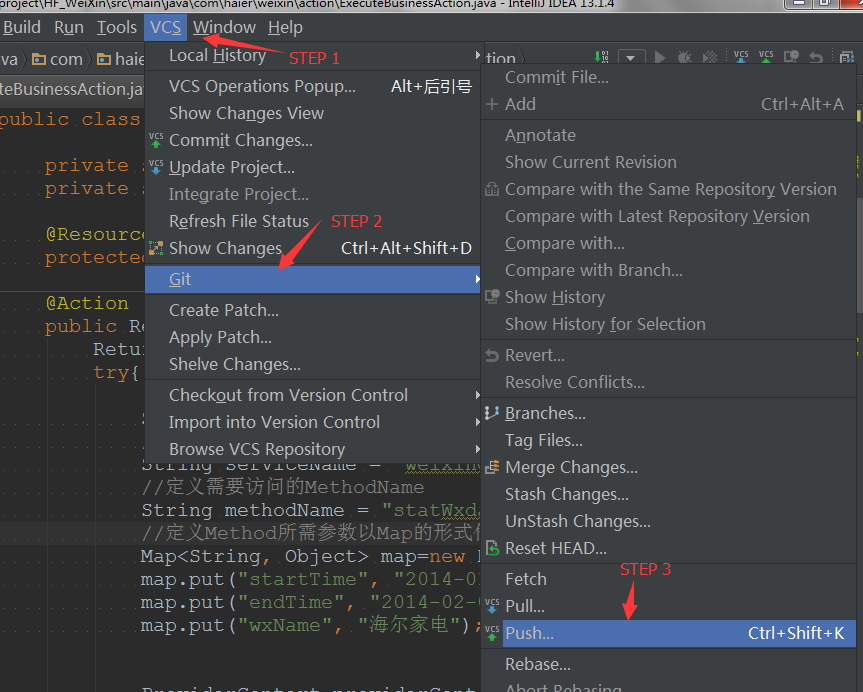 project\HF_WeiXin\src\main\java\com\haier\weixin\action\ExecuteBusinessAction.java - IntelliJ IDEA 13.1.4
Build Run Tools VCS Window Help
STEP 1
com
Local History
VCS Operations Popup... Alt+后引号
Show Changes View
Commit Changes...
Update Project...
Integrate Project...
Refresh File Status
STEP 2
Show Changes Ctrl+Alt+Shift+D
Git
Create Patch...
Apply Patch...
Shelve Changes...
Checkout from Version Control
Import into Version Control
Browse VCS Repository
Commit File...
Add Ctrl+Alt+A
Annotate
Show Current Revision
Compare with the Same Repository Version
Compare with Latest Repository Version
Compare with...
Compare with Branch...
Show History
Show History for Selection
Revert...
Resolve Conflicts...
Branches...
Tag Files...
Merge Changes...
Stash Changes...
UnStash Changes...
Reset HEAD...
STEP 3
Fetch
Pull...
Push... Ctrl+Shift+K
Rebase...
Abort Rebasing
teBusinessAction.ja
public class
private
private
@Resource
protected
@Action
public Re
Retu
try{
String serviceName = "weixin
//定义需要访问的MethodName
String methodName = "statWxda
//定义Method所需参数以Map的形式
Map<String, Object> map=new
map.put("startTime", "2014-0
map.put("endTime", "2014-02-
map.put("wxName", "海尔家电");